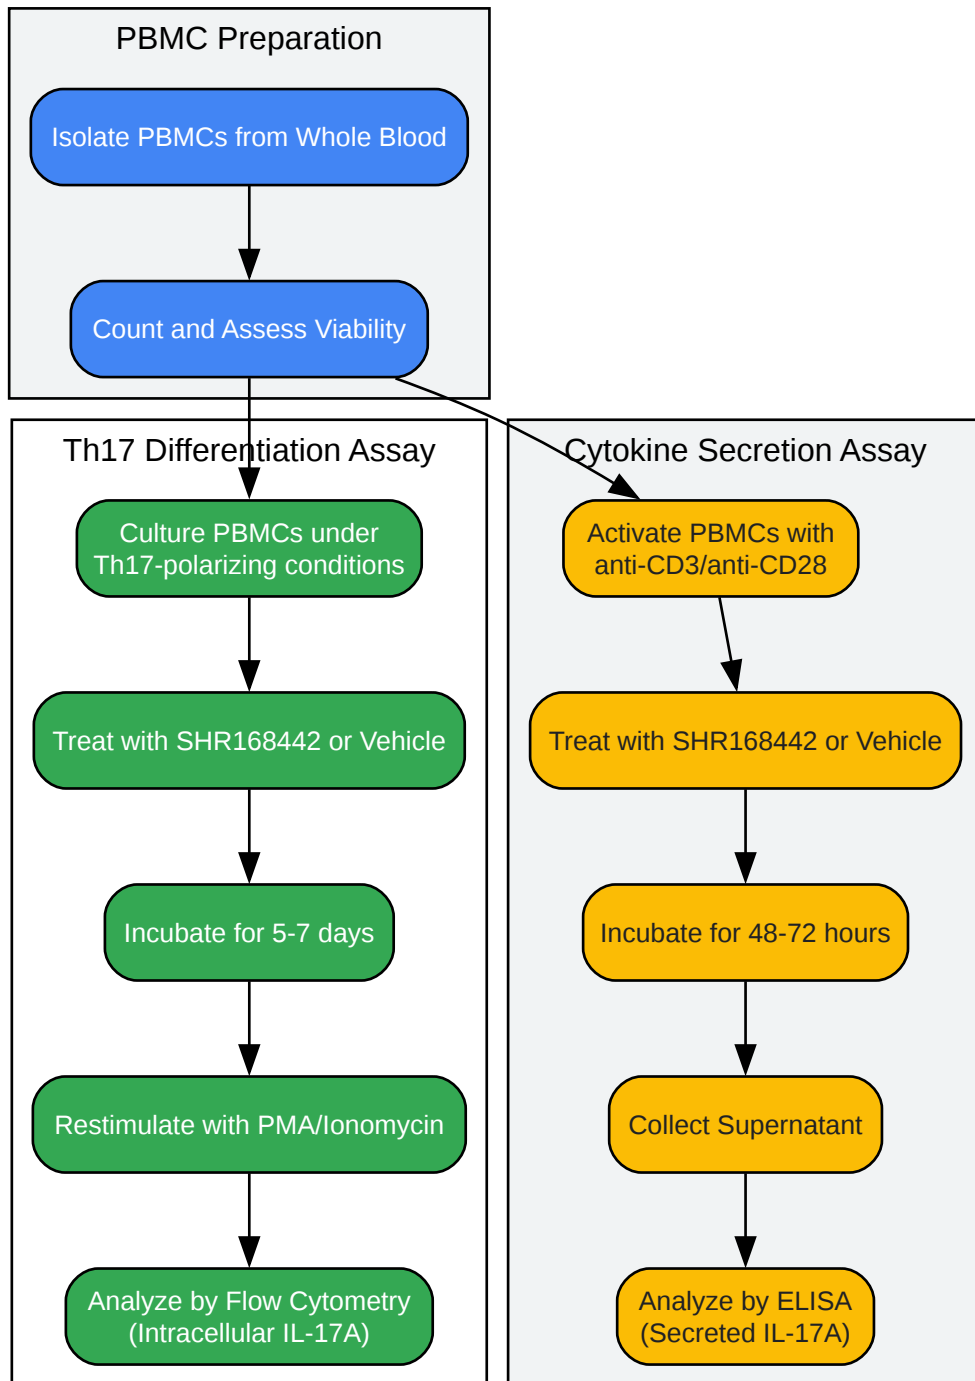 PBMC Preparation
Isolate PBMCs from Whole Blood
Count and Assess Viability
Th17 Differentiation Assay
Culture PBMCs under
Th17-polarizing conditions
Treat with SHR168442 or Vehicle
Incubate for 5-7 days
Restimulate with PMA/Ionomycin
Analyze by Flow Cytometry
(Intracellular IL-17A)
Cytokine Secretion Assay
Activate PBMCs with
anti-CD3/anti-CD28
Treat with SHR168442 or Vehicle
Incubate for 48-72 hours
Collect Supernatant
Analyze by ELISA
(Secreted IL-17A)